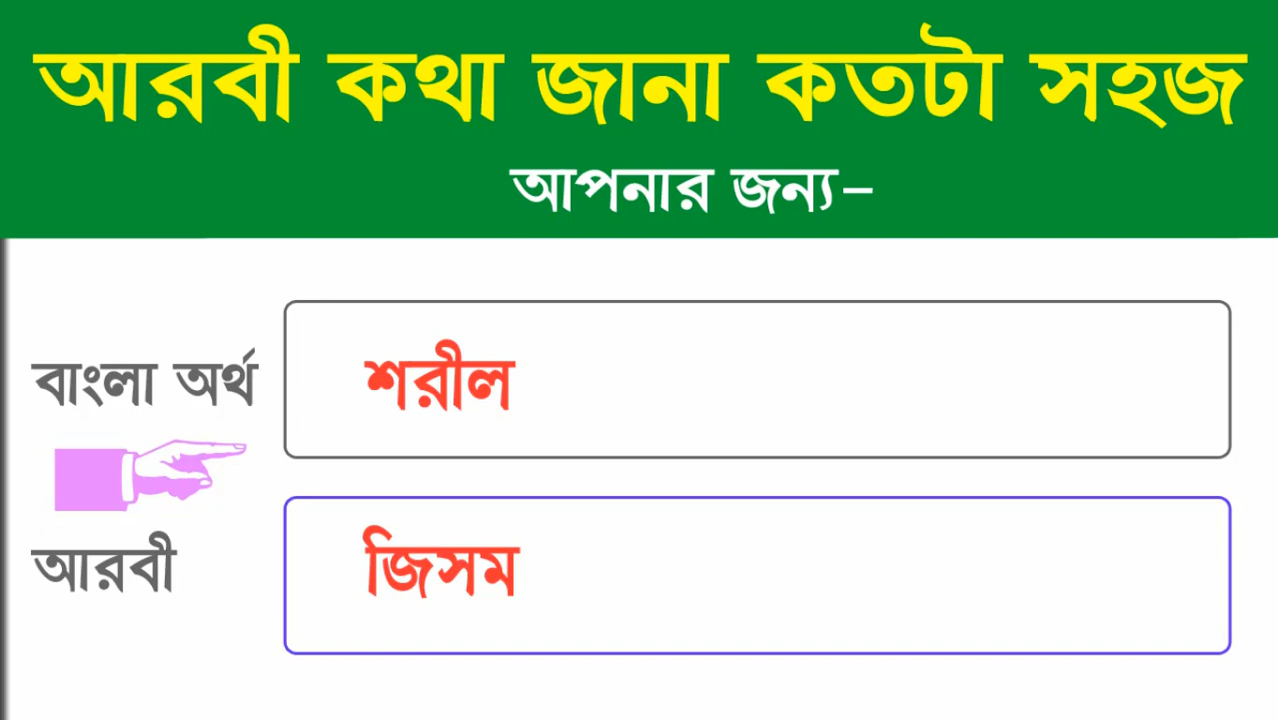 আরবী কথা জানা কতটা সহজ
আপনার জন্য–
বাংলা অর্থ
শরীল
আরবী
জিসম